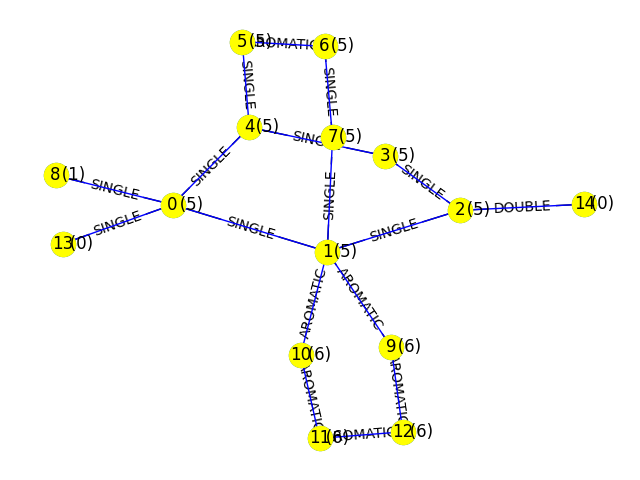 5(5) AROMATIC 6(5)
SINGLE SINGLE
4(5) SINGLE 7(5) 3(5)
SINGLE SINGLE
8(1) SINGLE SINGLE
0(5) 2(5) DOUBLE 14(0)
13(0) SINGLE SINGLE SINGLE
1(5)
AROMATIC AROMATIC
10(6) 9(6)
AROMATIC AROMATIC
11(6) AROMATIC 12(6)